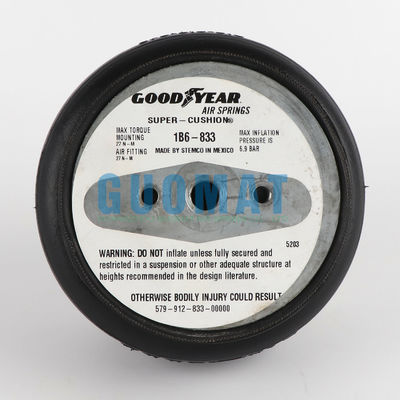 GOODYEAR
AIR SPRINGS
SUPER-CUSHION®
MAX TORQUE
MOUNTING
27 N-M
AIR FITTING
27 N-M
1B6-833
MADE BY STEMCO IN MEXICO
MAX INFLATION
PRESSURE IS
6.9 BAR
GUOMAT
5203
WARNING: DO NOT inflate unless fully secured and
restricted in a suspension or other adequate structure at
heights recommended in the design literature.
OTHERWISE BODILY INJURY COULD RESULT
579-912-833-00000